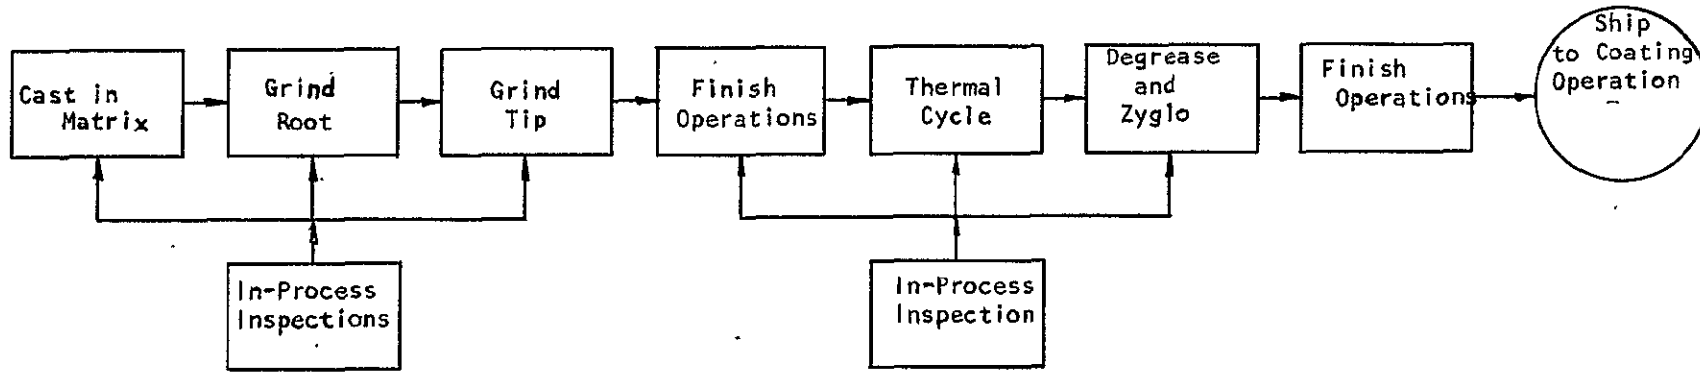 Cast in
Matrix
Grind
Root
Grind
Tip
Finish
Operations
Thermal
Cycle
Degrease
and
Zyglo
Finish
Operations
Ship
to Coating
Operation
In-Process
Inspections
In-Process
Inspection